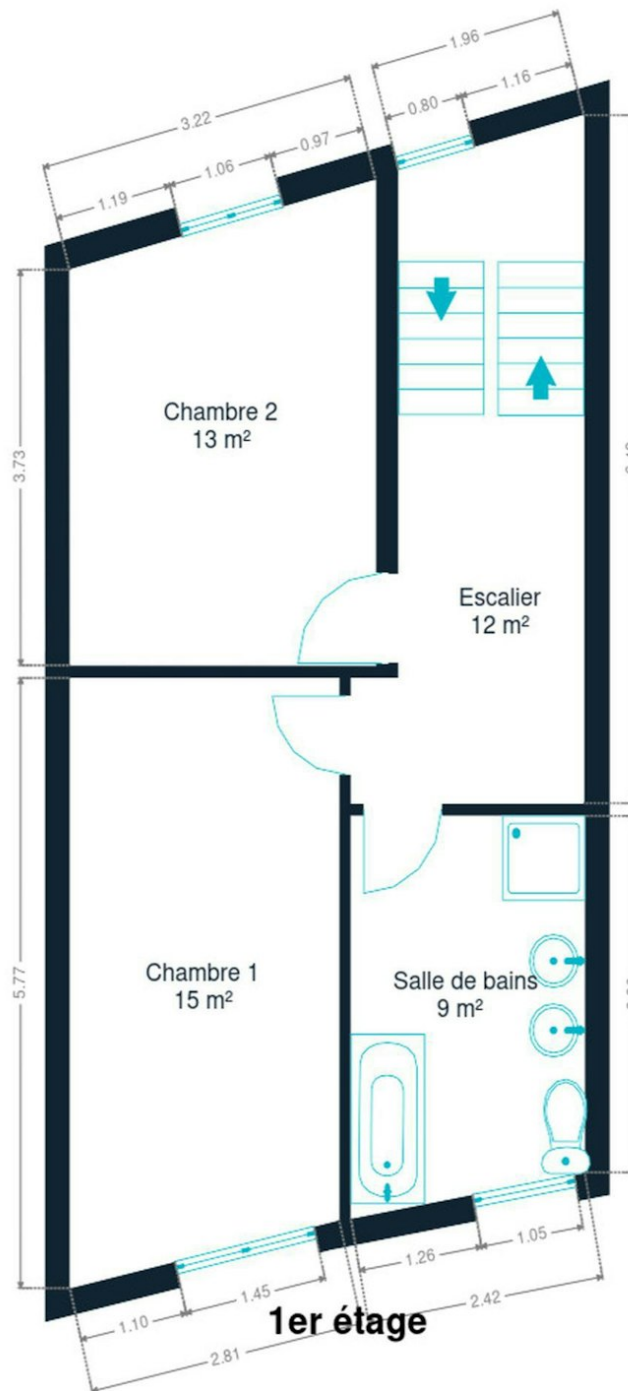 1.96
0.80
1.16
3.22
1.19
1.06
0.97
3.73
Chambre 2
13 m²
Escalier
12 m²
5.77
Chambre 1
15 m²
Salle de bains
9 m²
1.26
1.05
2.42
1.10
1.45
2.81
1er étage